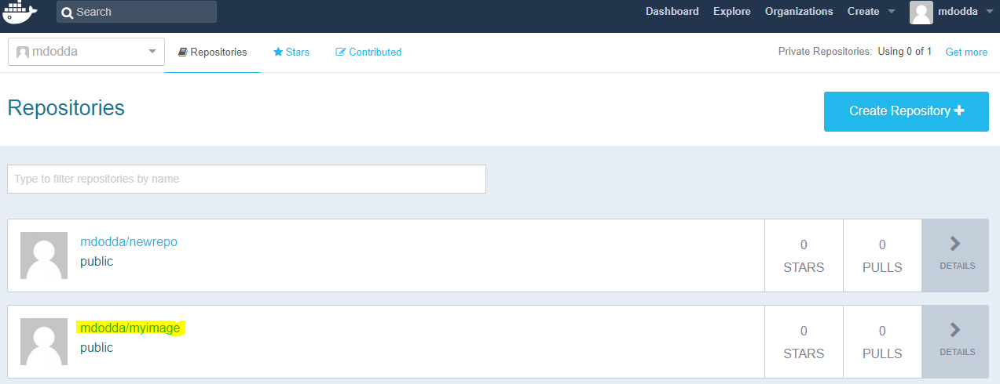 Search Dashboard Explore Organizations Create mdodda
mdodda Repositories Stars Contributed Private Repositories: Using 0 of 1 Get more
Repositories
Create Repository
Type to filter repositories by name
mdodda/newrepo
public
0
STARS
0
PULLS
DETAILS
mdodda/myimage
public
0
STARS
0
PULLS
DETAILS